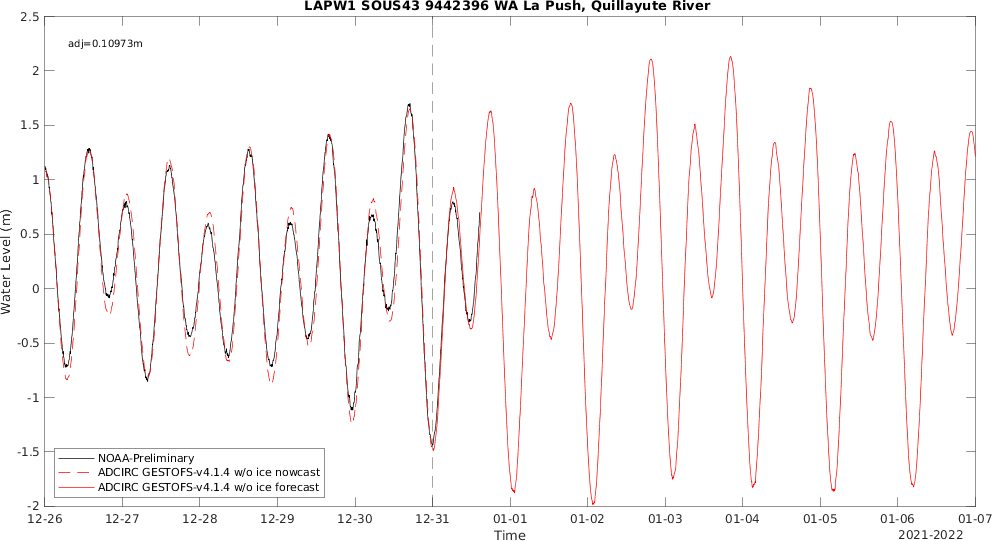 LAPW1 SOUS43 9442396 WA La Push, Quillayute River
adj=0.10973m
2.5
2
1.5
1
0.5
0
-0.5
-1
-1.5
-2
Water Level (m)
NOAA-Preliminary
ADCIRC GESTOFS-v4.1.4 w/o ice nowcast
ADCIRC GESTOFS-v4.1.4 w/o ice forecast
12-26 12-27 12-28 12-29 12-30 12-31 01-01 01-02 01-03 01-04 01-05 01-06 01-07
Time
2021-2022